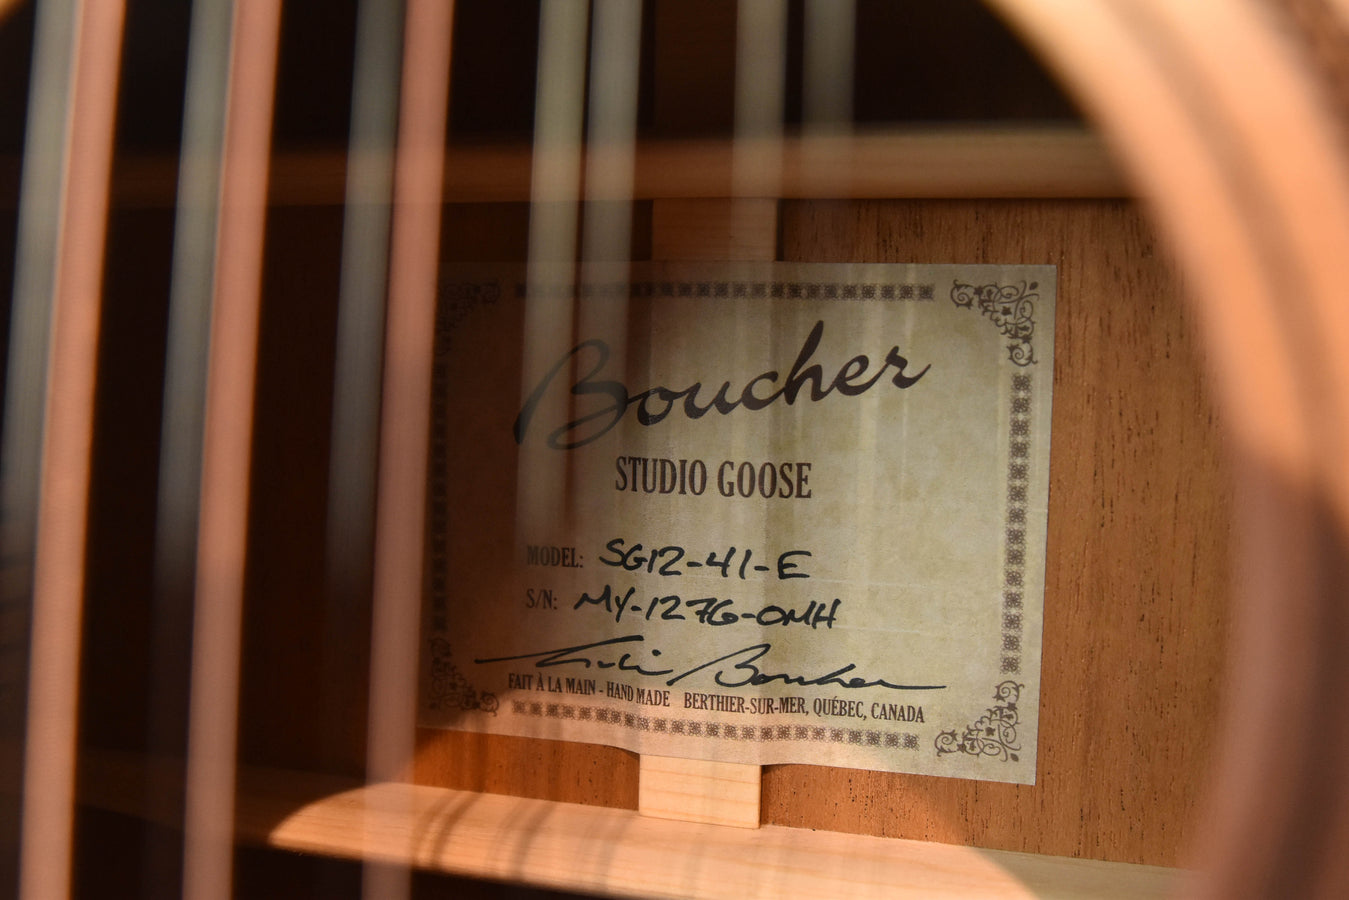 Boucher
STUDIO GOOSE
MODEL: SG12-41-E
S/N: MY-1276-OMH
Boucher
FAIT À LA MAIN - HAND MADE BERTHIER-SUR-MER, QUÉBEC, CANADA